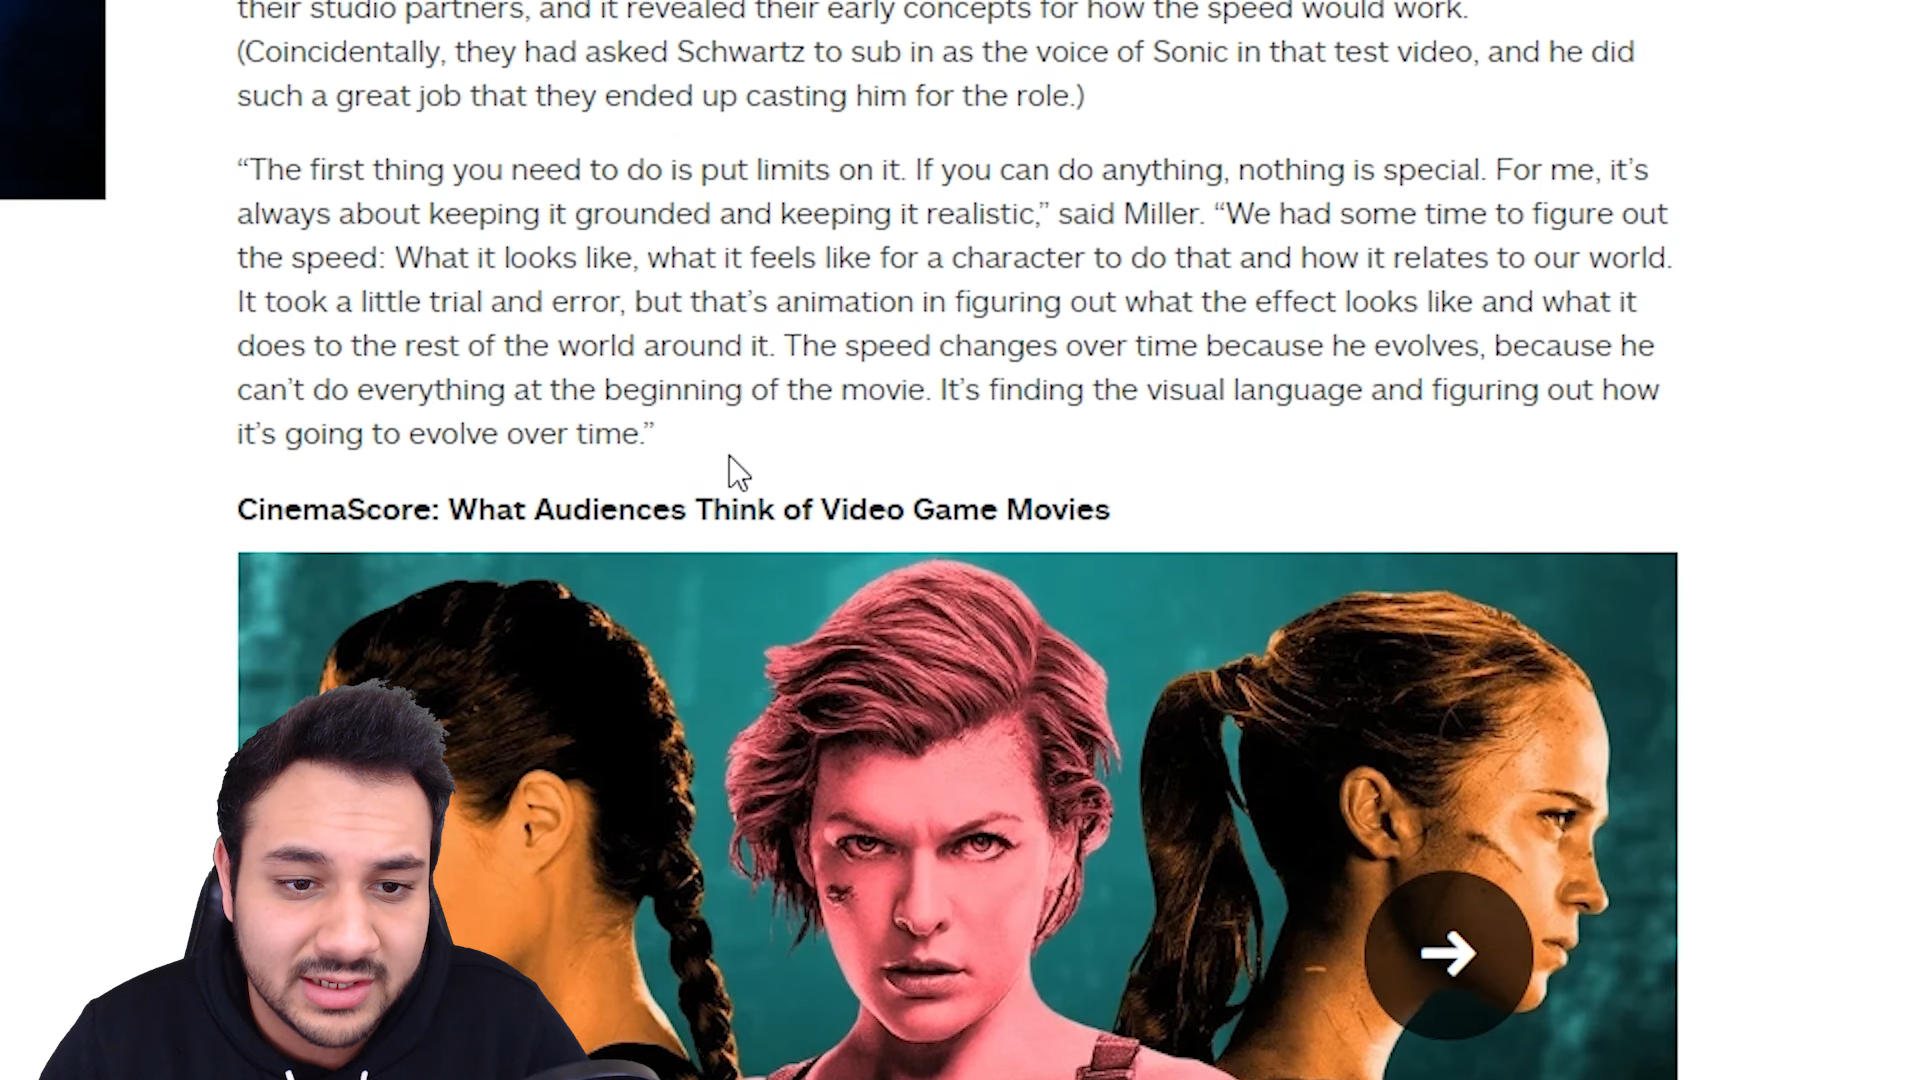 their studio partners, and it revealed their early concepts for how the speed would work.
(Coincidentally, they had asked Schwartz to sub in as the voice of Sonic in that test video, and he did
such a great job that they ended up casting him for the role.)
“The first thing you need to do is put limits on it. If you can do anything, nothing is special. For me, it’s
always about keeping it grounded and keeping it realistic,” said Miller. “We had some time to figure out
the speed: What it looks like, what it feels like for a character to do that and how it relates to our world.
It took a little trial and error, but that’s animation in figuring out what the effect looks like and what it
does to the rest of the world around it. The speed changes over time because he evolves, because he
can’t do everything at the beginning of the movie. It’s finding the visual language and figuring out how
it’s going to evolve over time.”
CinemaScore: What Audiences Think of Video Game Movies